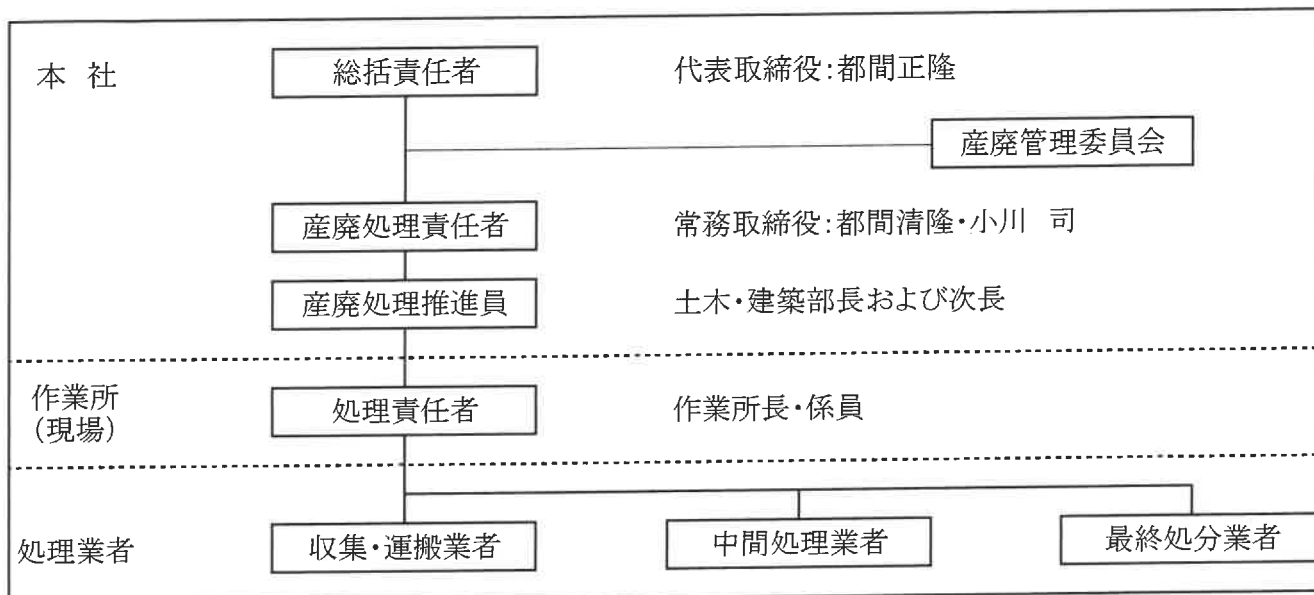 本 社
総括責任者
代表取締役:都間正隆
産廃管理委員会
産廃処理責任者
常務取締役:都間清隆・小川 司
産廃処理推進員
土木・建築部長および次長
作業所
(現場)
処理責任者
作業所長・係員
処理業者
収集・運搬業者
中間処理業者
最終処分業者